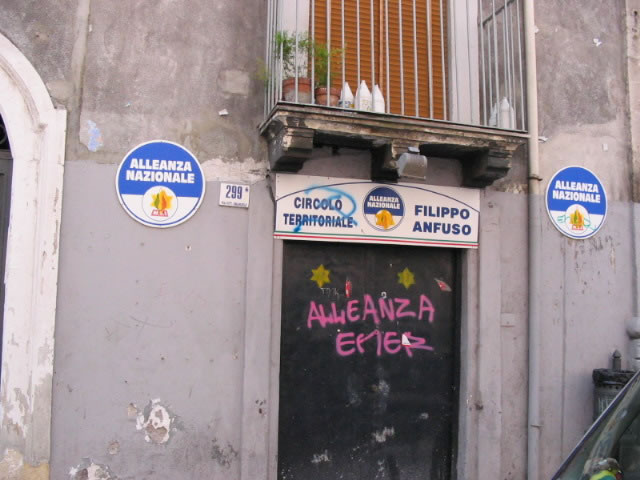 ALLEANZA
NAZIONALE
M.S.I.
299
CIRCOLO
TERRITORIALE
ALLEANZA
NAZIONALE
FILIPPO
ANFUSO
ALLEANZA
NAZIONALE
ALLEANZA